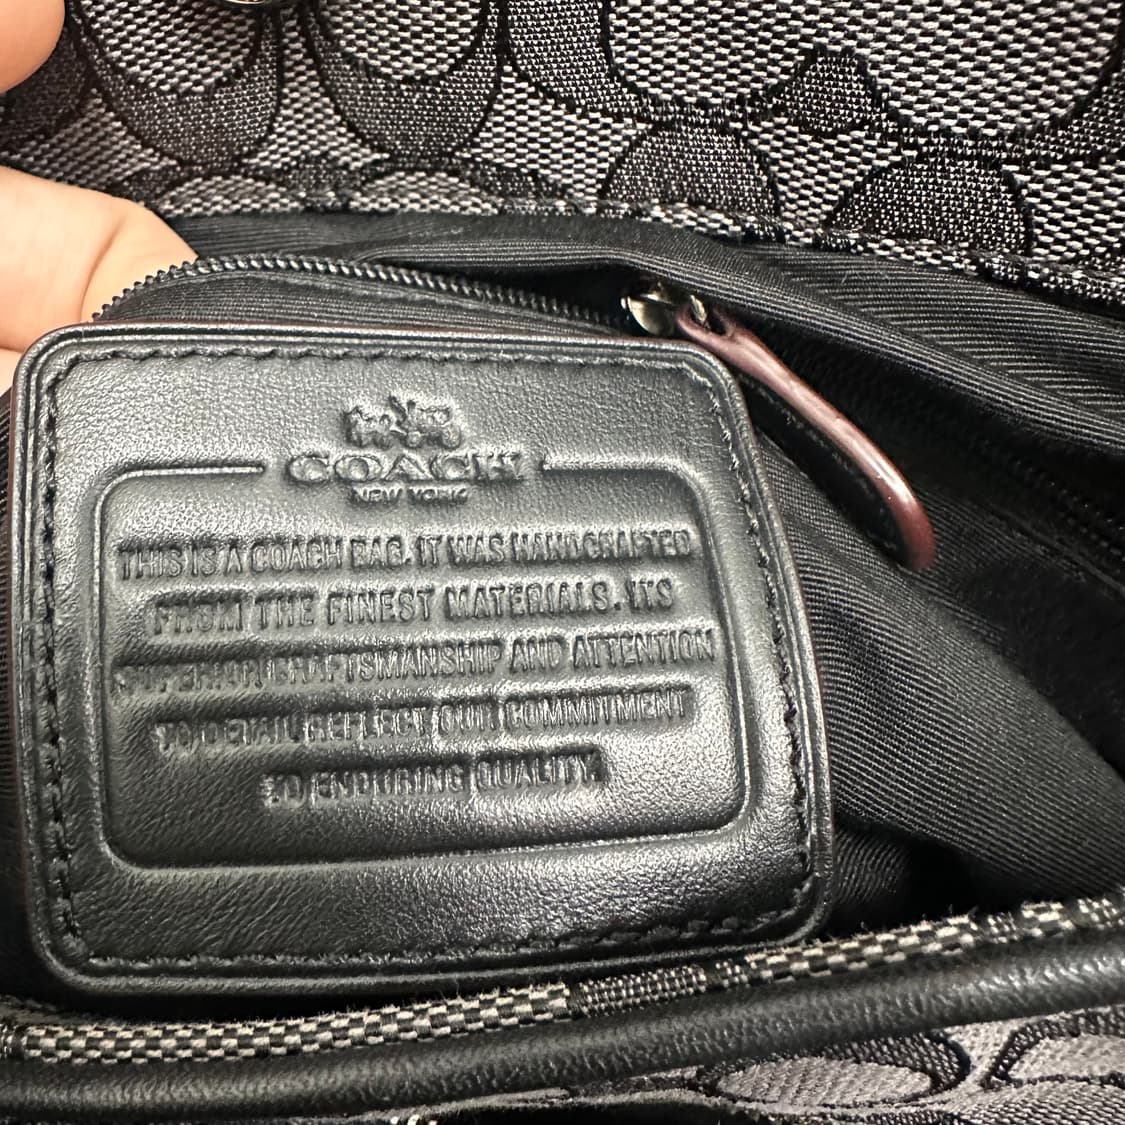 COACH
NEW YORK
THIS IS A COACH BAG. IT WAS HANDCRAFTED
FROM THE FINEST MATERIALS. ITS
SUPERIOR CRAFTSMANSHIP AND ATTENTION
TO DETAIL REFLECT OUR COMMITMENT
TO ENDURING QUALITY.